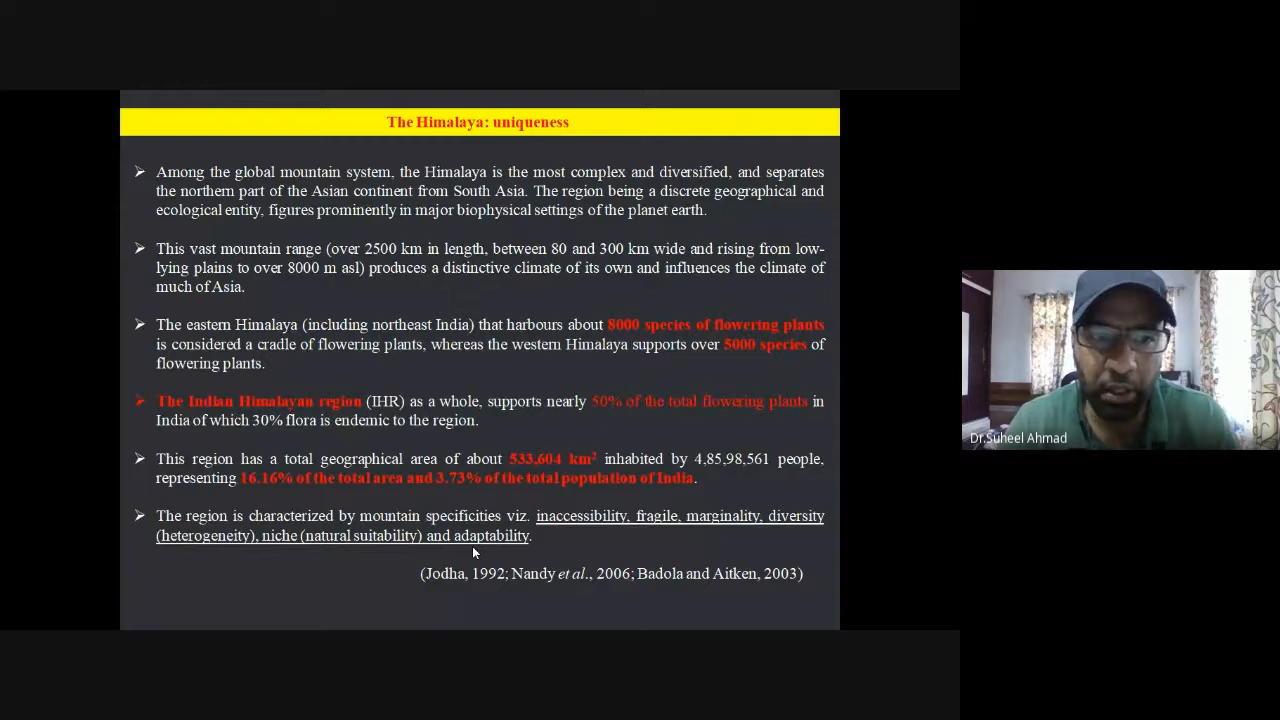 The Himalaya: uniqueness
➢ Among the global mountain system, the Himalaya is the most complex and diversified, and separates
the northern part of the Asian continent from South Asia. The region being a discrete geographical and
ecological entity, figures prominently in major biophysical settings of the planet earth.
➢ This vast mountain range (over 2500 km in length, between 80 and 300 km wide and rising from low-
lying plains to over 8000 m asl) produces a distinctive climate of its own and influences the climate of
much of Asia.
➢ The eastern Himalaya (including northeast India) that harbours about 8000 species of flowering plants
is considered a cradle of flowering plants, whereas the western Himalaya supports over 5000 species of
flowering plants.
➢ The Indian Himalayan region (IHR) as a whole, supports nearly 50% of the total flowering plants in
India of which 30% flora is endemic to the region.
➢ This region has a total geographical area of about 533,604 km² inhabited by 4,85,98,561 people,
representing 16.16% of the total area and 3.73% of the total population of India.
➢ The region is characterized by mountain specificities viz. inaccessibility, fragile, marginality, diversity
(heterogeneity), niche (natural suitability) and adaptability.
(Jodha, 1992; Nandy et al., 2006; Badola and Aitken, 2003)
Dr.Suheel Ahmad